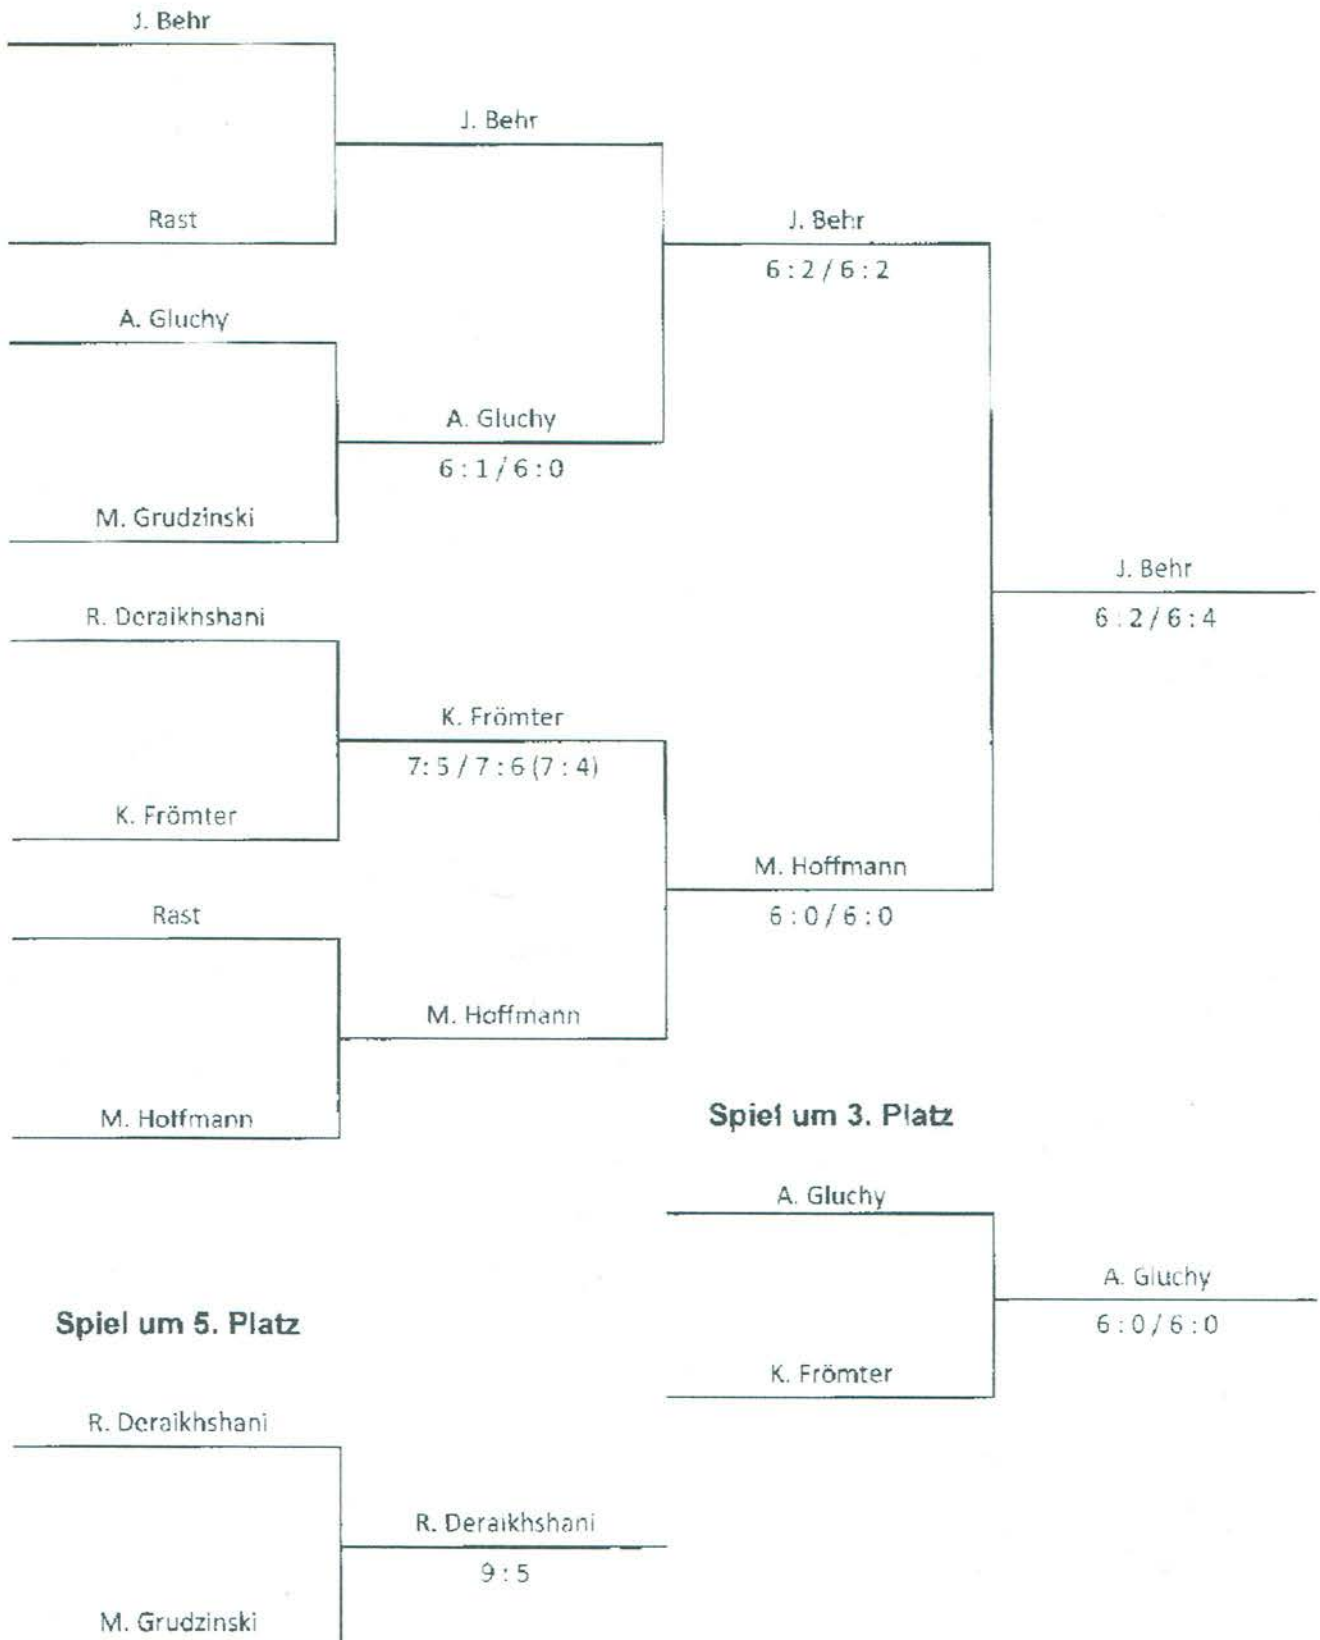 J. Behr
J. Behr
Rast
J. Behr
6 : 2 / 6 : 2
A. Gluchy
A. Gluchy
6 : 1 / 6 : 0
M. Grudzinski
J. Behr
6 : 2 / 6 : 4
R. Deraikhshani
K. Frömter
7: 5 / 7 : 6 (7 : 4)
K. Frömter
M. Hoffmann
6 : 0 / 6 : 0
Rast
M. Hoffmann
M. Hoffmann
Spiel um 3. Platz
A. Gluchy
A. Gluchy
6 : 0 / 6 : 0
K. Frömter
Spiel um 5. Platz
R. Deraikhshani
R. Deraikhshani
9 : 5
M. Grudzinski